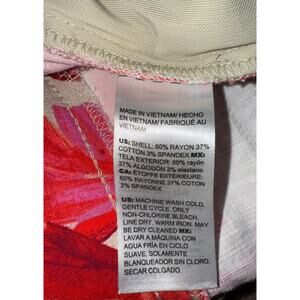 MADE IN VIETNAM/ HECHO
EN VIETNAM/ FABRIQUÉ AU
VIETNAM
US: SHELL: 60% RAYON 37%
COTTON 3% SPANDEX MX:
TELA EXTERIOR: 60% rayón
37% ALGODÓN 3% elastano
CA: ÉTOFFE EXTÉRIEURE:
60% RAYONNE 37% COTON
3% SPANDEX
US: MACHINE WASH COLD,
GENTLE CYCLE. ONLY
NON-CHLORINE BLEACH,
LINE DRY. WARM IRON, MAY
BE DRY CLEANED MX:
LAVAR A MÁQUINA CON
AGUA FRÍA EN CICLO
SUAVE, SOLAMENTE
BLANQUEADOR SIN CLORO,
SECAR COLGADO.